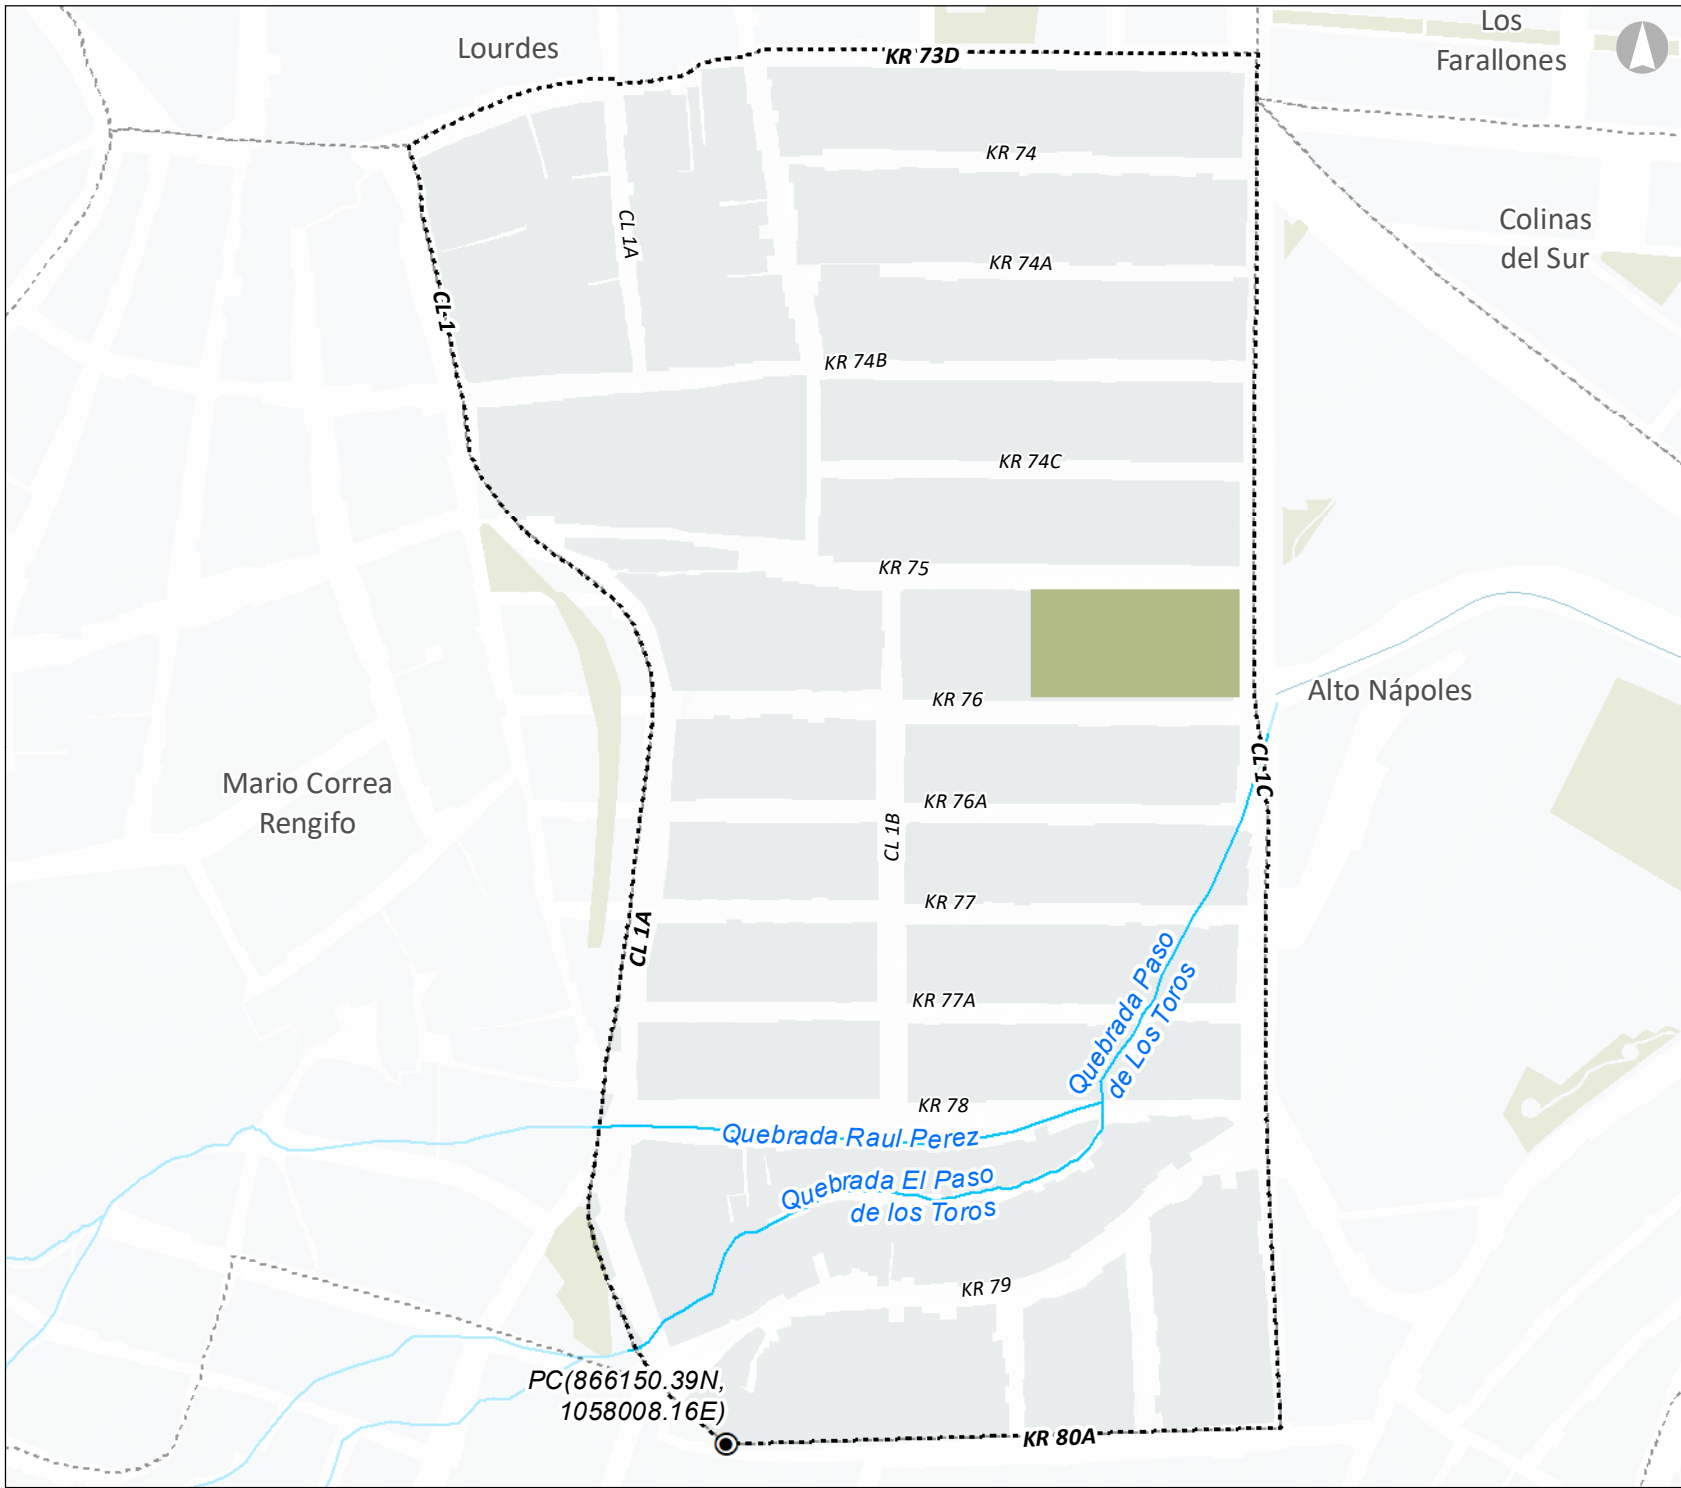 Lourdes
KR 73D
Los
Farallones
KR 74
CL 1A
Colinas
del Sur
KR 74A
CL 1
KR 74B
KR 74C
KR 75
KR 76
Alto Nápoles
CL 1C
Mario Correa
Rengifo
KR 76A
CL 1B
KR 77
CL 1A
Quebrada Paso
de Los Toros
KR 77A
KR 78
Quebrada Raul Perez
Quebrada El Paso
de los Toros
KR 79
PC(866150.39N,
1058008.16E)
KR 80A